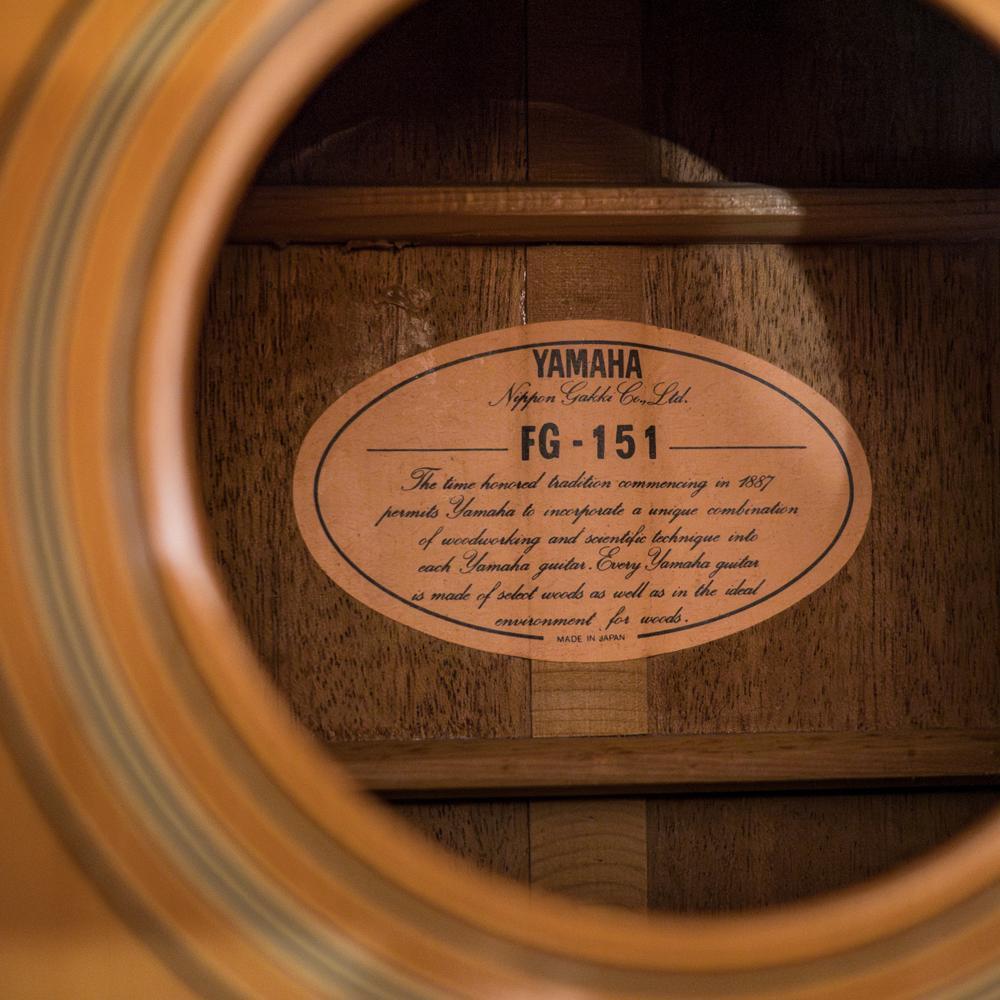 YAMAHA
Nippon Gakki Co., Ltd.
FG-151
The time honored tradition commencing in 1887
permits Yamaha to incorporate a unique combination
of woodworking and scientific technique into
each Yamaha guitar. Every Yamaha guitar
is made of select woods as well as in the ideal
environment for woods.
MADE IN JAPAN